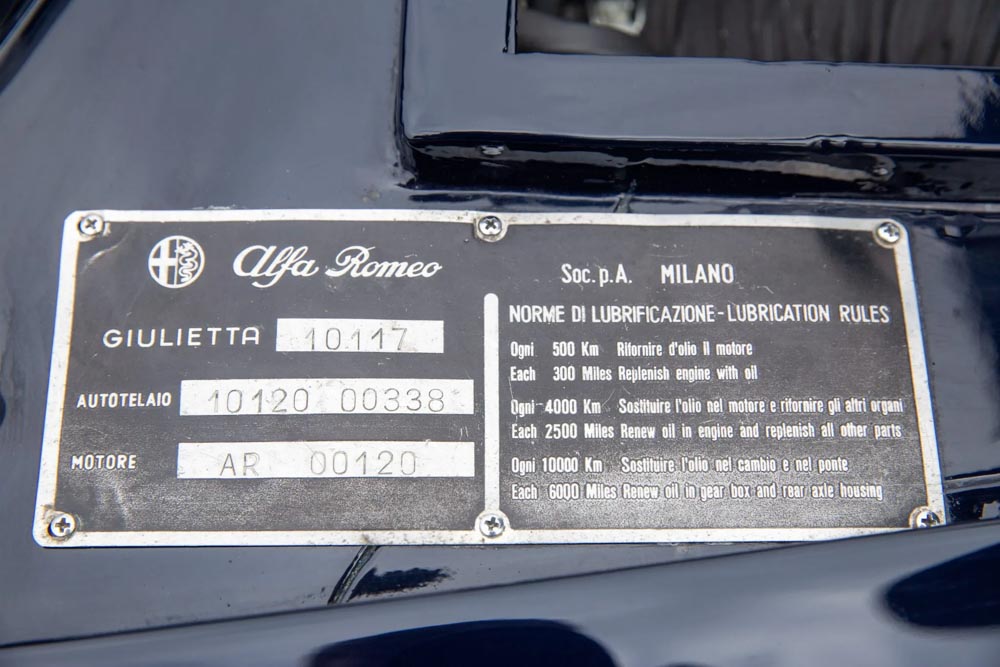 Alfa Romeo
GIULIETTA 10117
AUTOTELAIO 10120 00338
MOTORE AR 00120
Soc.p.A. MILANO
NORME DI LUBRIFICAZIONE-LUBRICATION RULES
Ogni 500 Km Rifornire d'olio Il motore
Each 300 Miles Replenish engine with oil
Ogni 4000 Km Sostituire l'olio nel motore e rifornire gli altri organi
Each 2500 Miles Renew oil in engine and replenish all other parts
Ogni 10000 Km Sostituire l'olio nel cambio e nel ponte
Each 6000 Miles Renew oil in gear box and rear axle housing